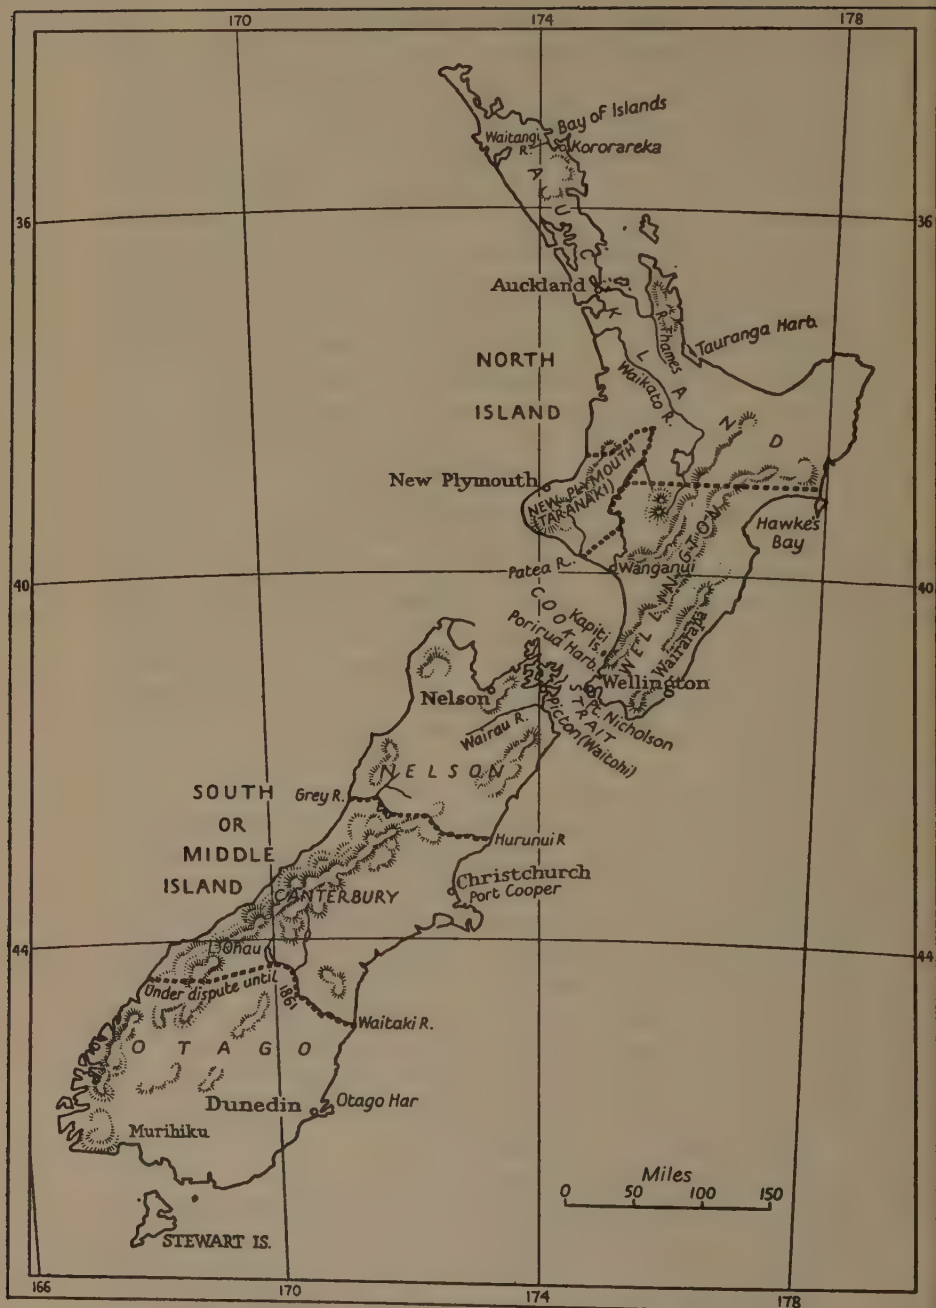 170
174
178
Bay of Islands
Waitangi
R.
Kororareka
36
36
AUCKLAND
Auckland
R. Thames
Tauranga Harb.
NORTH
ISLAND
Waikato R.
New Plymouth
NEW PLYMOUTH
(TARANAKI)
Hawke's
Bay
Patea R.
Wanganui
40
40
COOK STRAIT
Kapiti
Is.
Porirua Harb.
WELLINGTON
Wairarapa
Wellington
Pt. Nicholson
Nelson
Picton (Waitohi)
Wairau R.
NELSON
SOUTH
OR
MIDDLE
ISLAND
Grey R.
Hurunui R
Christchurch
Port Cooper
CANTERBURY
44
44
L. Ohau
Under dispute until 1861
Waitaki R.
OTAGO
Dunedin
Otago Har
Murihiku
Miles
0 50 100 150
STEWART IS.
166
170
174
178